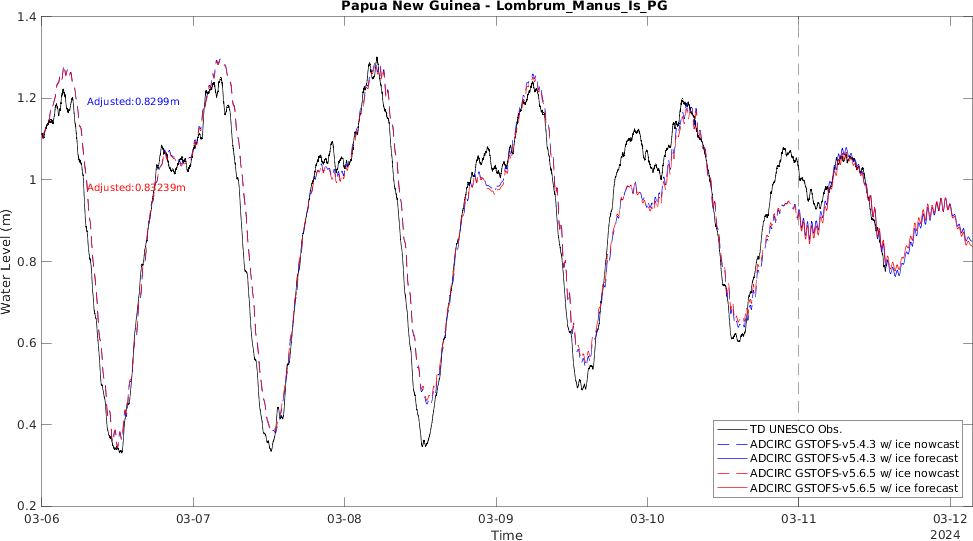 Papua New Guinea - Lombrum_Manus_Is_PG
1.4
1.2
1
0.8
0.6
0.4
0.2
Water Level (m)
Adjusted:0.8299m
Adjusted:0.83239m
TD UNESCO Obs.
ADCIRC GSTOFS-v5.4.3 w/ ice nowcast
ADCIRC GSTOFS-v5.4.3 w/ ice forecast
ADCIRC GSTOFS-v5.6.5 w/ ice nowcast
ADCIRC GSTOFS-v5.6.5 w/ ice forecast
03-06 03-07 03-08 03-09 03-10 03-11 03-12
Time
2024